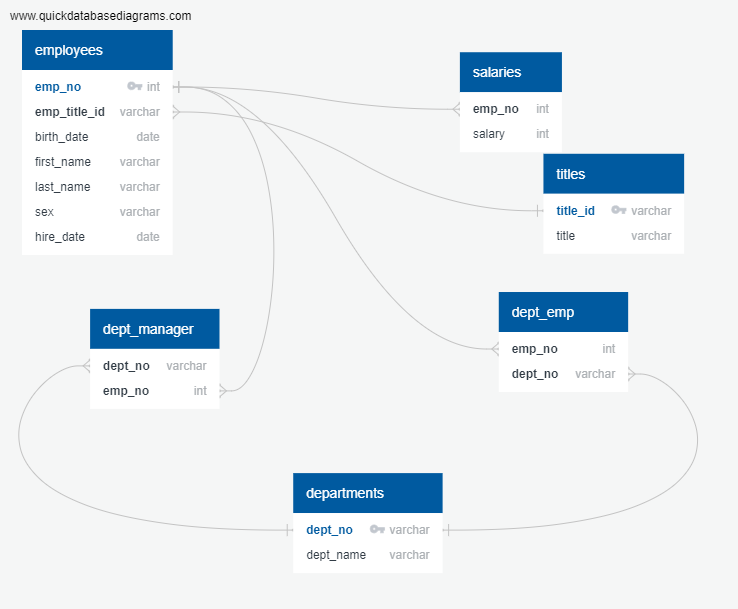 www.quickdatabasediagrams.com
employees
emp_no int
emp_title_id varchar
birth_date date
first_name varchar
last_name varchar
sex varchar
hire_date date
salaries
emp_no int
salary int
titles
title_id varchar
title varchar
dept_manager
dept_no varchar
emp_no int
dept_emp
emp_no int
dept_no varchar
departments
dept_no varchar
dept_name varchar